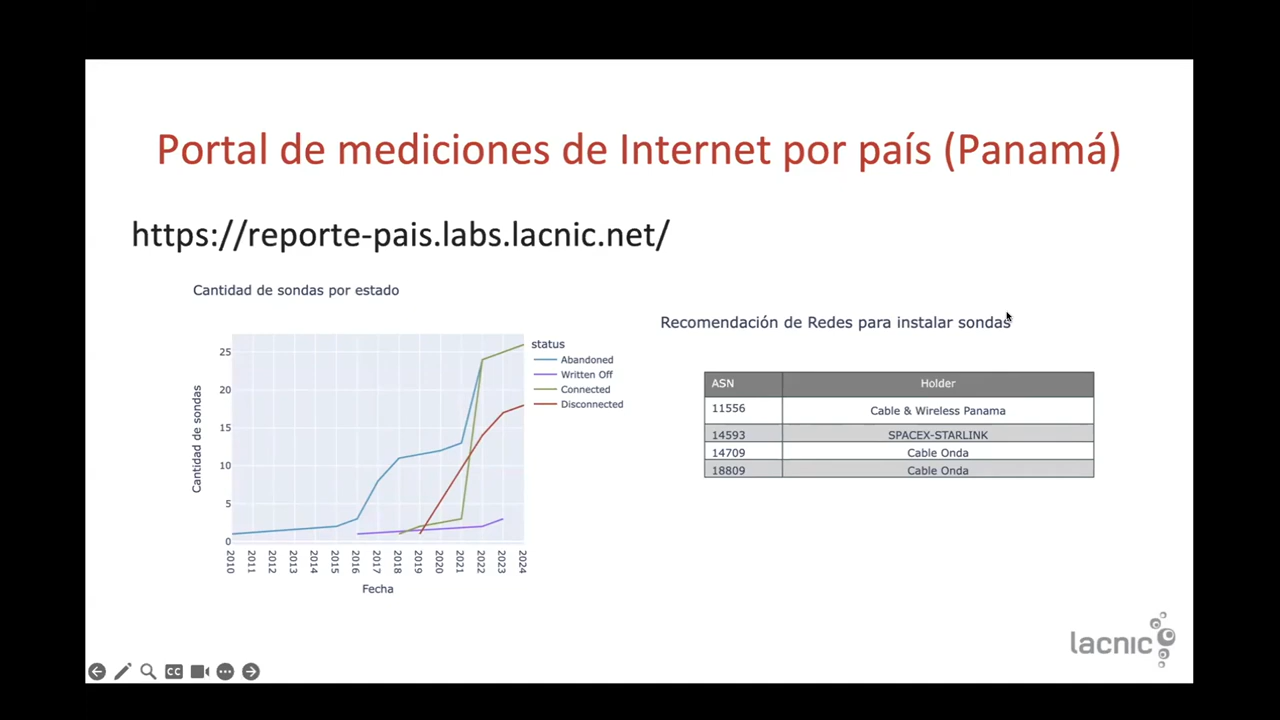 Portal de mediciones de Internet por país (Panamá)
https://reporte-pais.labs.lacnic.net/
Cantidad de sondas por estado
Cantidad de sondas
25
20
15
10
5
0
2010 2011 2012 2013 2014 2015 2016 2017 2018 2019 2020 2021 2022 2023 2024
Fecha
status
Abandoned
Written Off
Connected
Disconnected
Recomendación de Redes para instalar sondas
ASN Holder
11556 Cable & Wireless Panama
14593 SPACEX-STARLINK
14709 Cable Onda
18809 Cable Onda
lacnic
CC